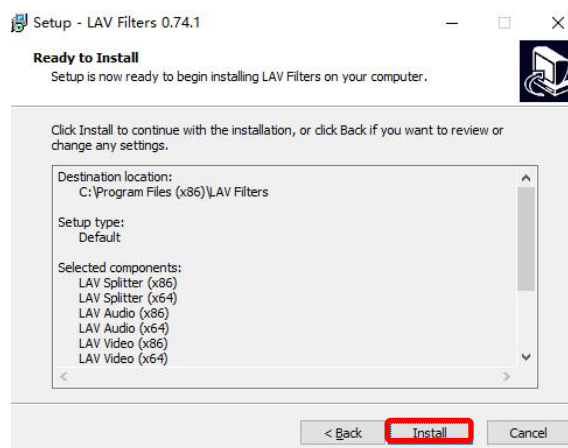 Setup - LAV Filters 0.74.1
Ready to Install
Setup is now ready to begin installing LAV Filters on your computer.
Click Install to continue with the installation, or click Back if you want to review or
change any settings.
Destination location:
C:\Program Files (x86)\LAV Filters
Setup type:
Default
Selected components:
LAV Splitter (x86)
LAV Splitter (x64)
LAV Audio (x86)
LAV Audio (x64)
LAV Video (x86)
LAV Video (x64)
< Back Install Cancel